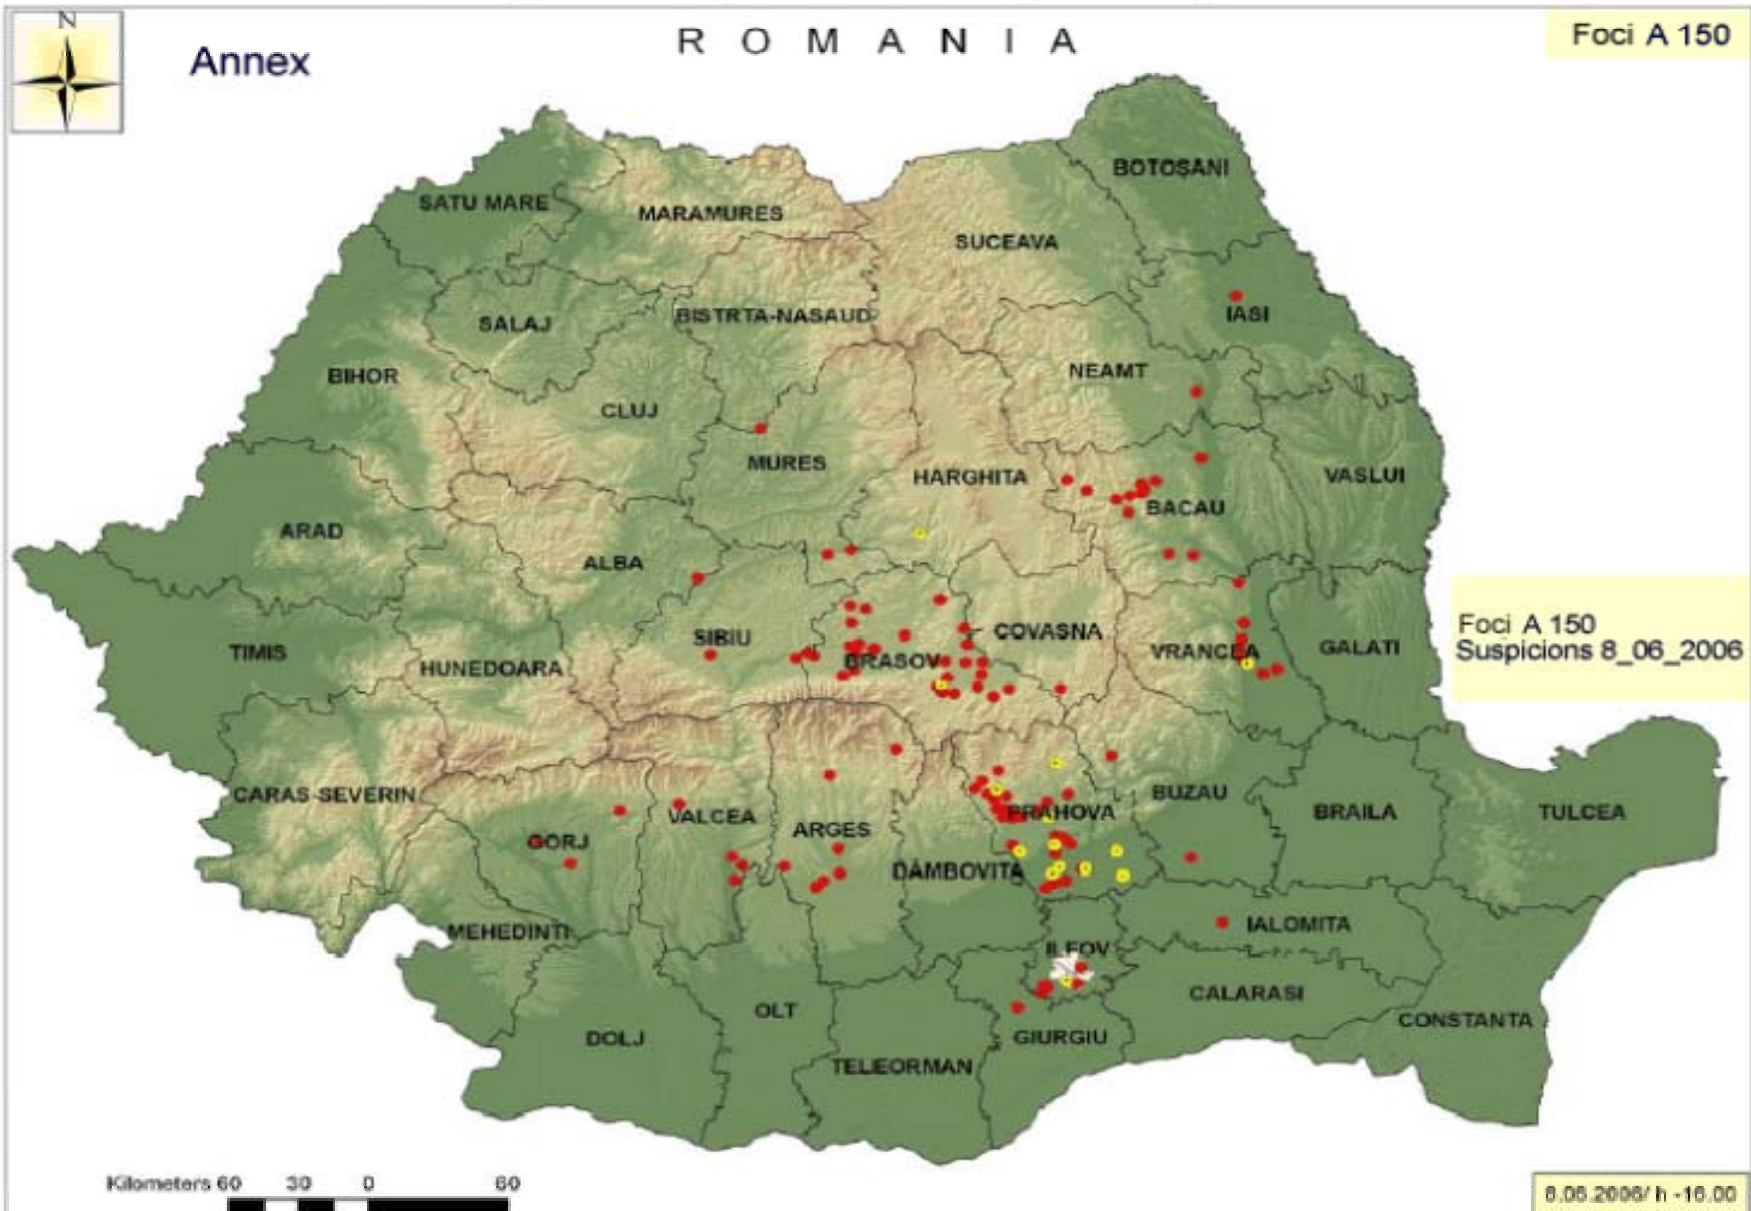 N
Annex
R O M A N I A
Foci A 150
BOTOŞANI
SATU MARE
MARAMURES
SUCEAVA
SALAJ
BISTRTA-NASAUD
IASI
BIHOR
NEAMT
CLUJ
MURES
HARGHITA
VASLUI
BACAU
ARAD
ALBA
Foci A 150
Suspicions 8_06_2006
TIMIS
HUNEDOARA
SIBIU
BRASOV
COVASNA
VRANCEA
GALATI
CARAS-SEVERIN
GORJ
VALCEA
ARGES
PRAHOVA
BUZAU
BRAILA
TULCEA
DÂMBOVITA
MEHEDINTI
ILFOV
IALOMITA
CALARASI
CONSTANTA
DOLJ
OLT
TELEORMAN
GIURGIU
Kilometers 60 30 0 60
8.06.2006/ h -16.00